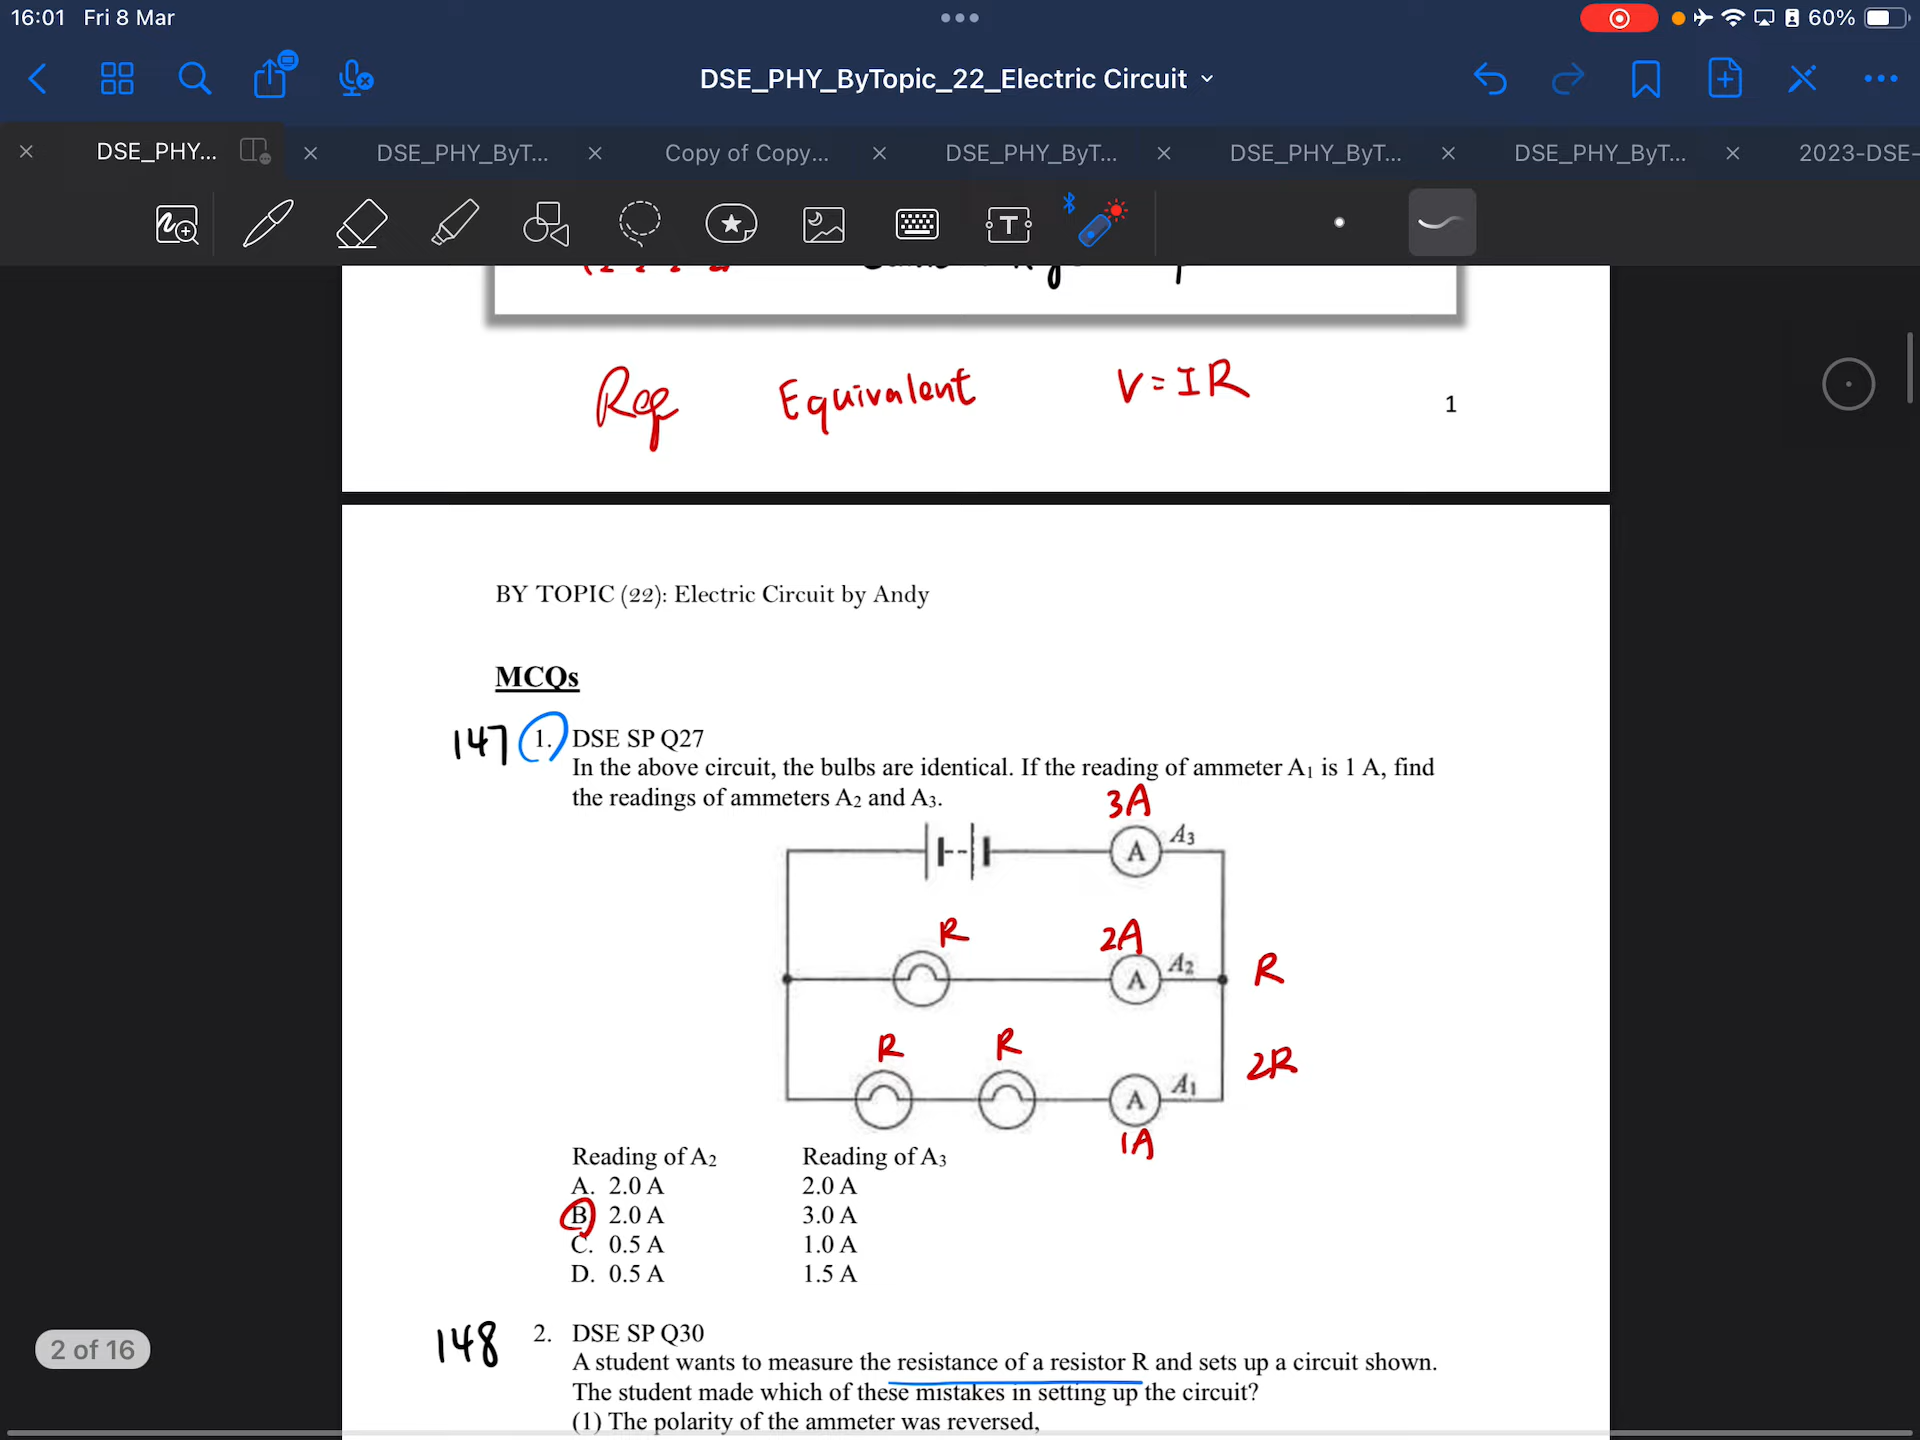 16:01 Fri 8 Mar
60%
DSE_PHY_ByTopic_22_Electric Circuit
DSE_PHY...
DSE_PHY_ByT...
Copy of Copy...
DSE_PHY_ByT...
DSE_PHY_ByT...
DSE_PHY_ByT...
2023-DSE-
Req Equivalent V=IR
1
BY TOPIC (22): Electric Circuit by Andy
MCQs
147 1. DSE SP Q27
In the above circuit, the bulbs are identical. If the reading of ammeter A1 is 1 A, find
the readings of ammeters A2 and A3.
3A
A A3
R 2A
A A2 R
R R 2R
A A1
1A
Reading of A2 Reading of A3
A. 2.0 A 2.0 A
B 2.0 A 3.0 A
C. 0.5 A 1.0 A
D. 0.5 A 1.5 A
148 2. DSE SP Q30
A student wants to measure the resistance of a resistor R and sets up a circuit shown.
The student made which of these mistakes in setting up the circuit?
(1) The polarity of the ammeter was reversed,
2 of 16